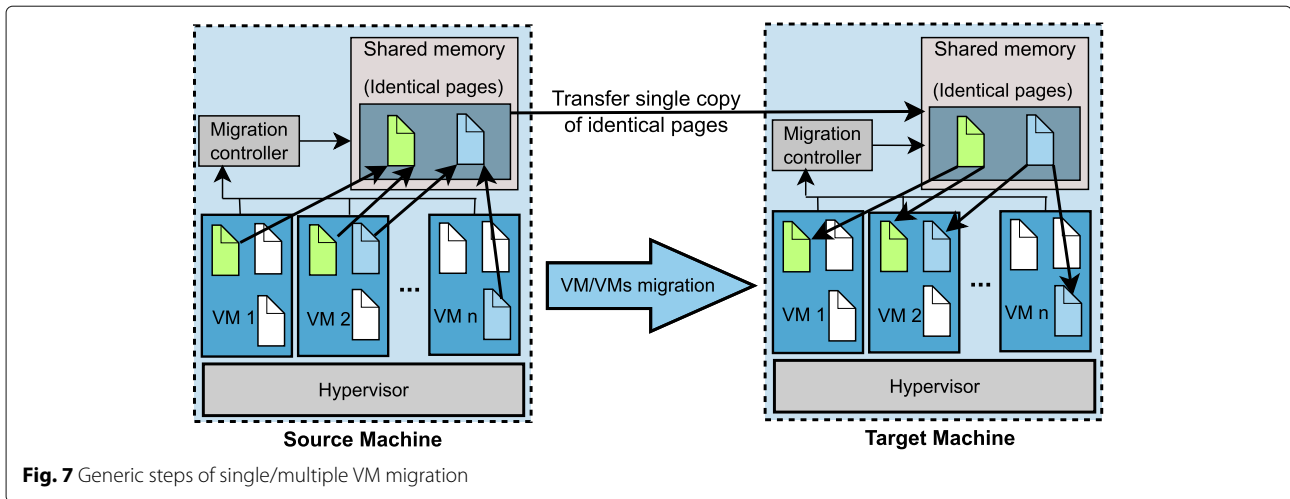 Shared memory
(Identical pages)
Migration
controller
VM 1
VM 2
...
VM n
Hypervisor
Source Machine
Transfer single copy
of identical pages
VM/VMs migration
Shared memory
(Identical pages)
Migration
controller
VM 1
VM 2
...
VM n
Hypervisor
Target Machine
Fig. 7 Generic steps of single/multiple VM migration